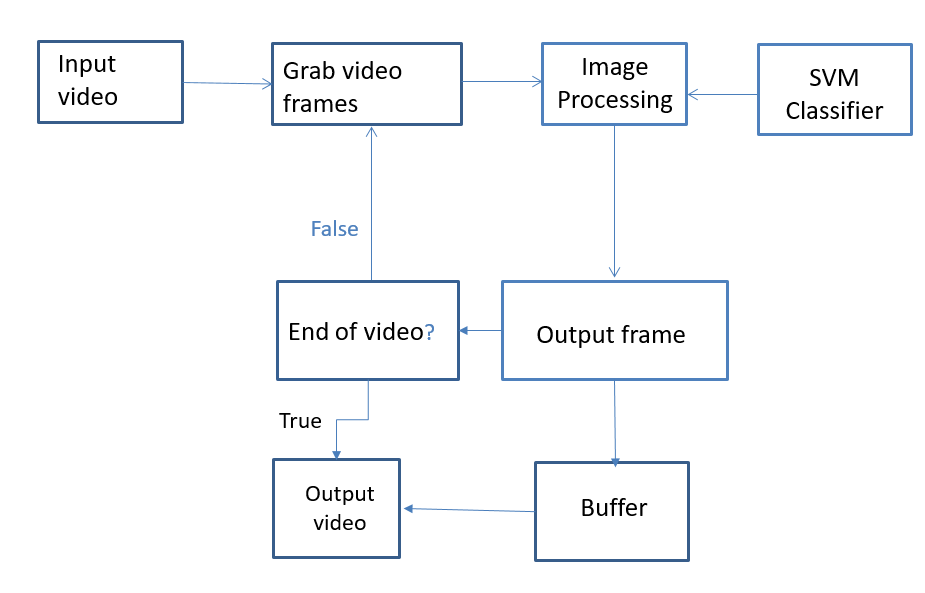 Input
video
Grab video
frames
Image
Processing
SVM
Classifier
False
End of video?
Output frame
True
Output
video
Buffer